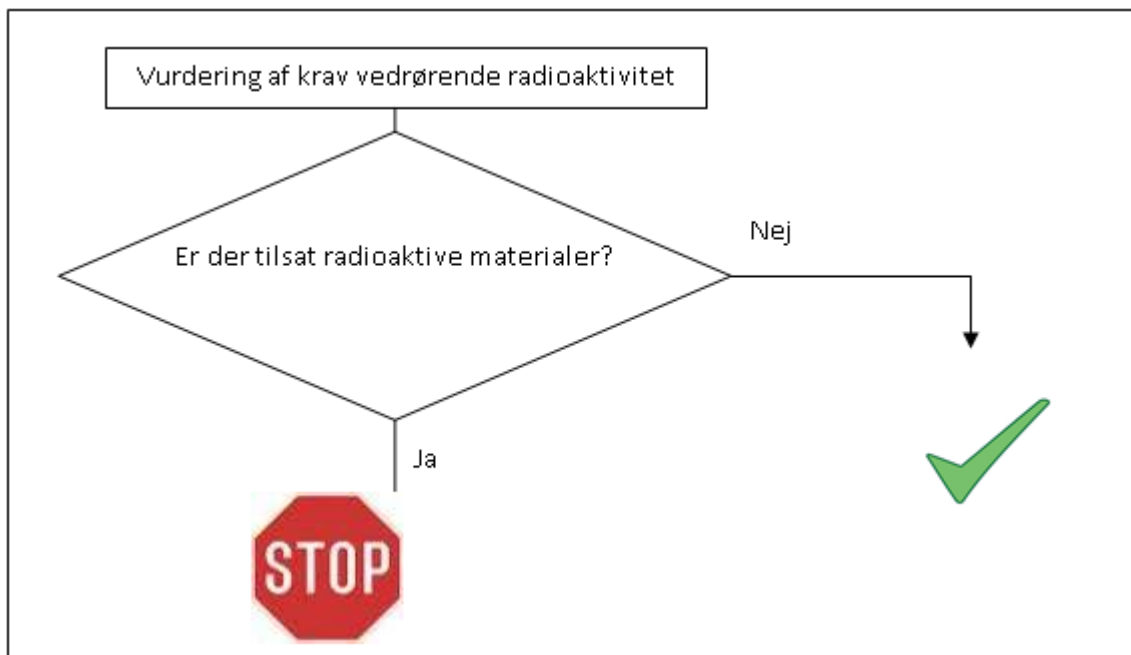 Vurdering af krav vedrørende radioaktivitet
Er der tilsat radioaktive materialer?
Nej
Ja
STOP